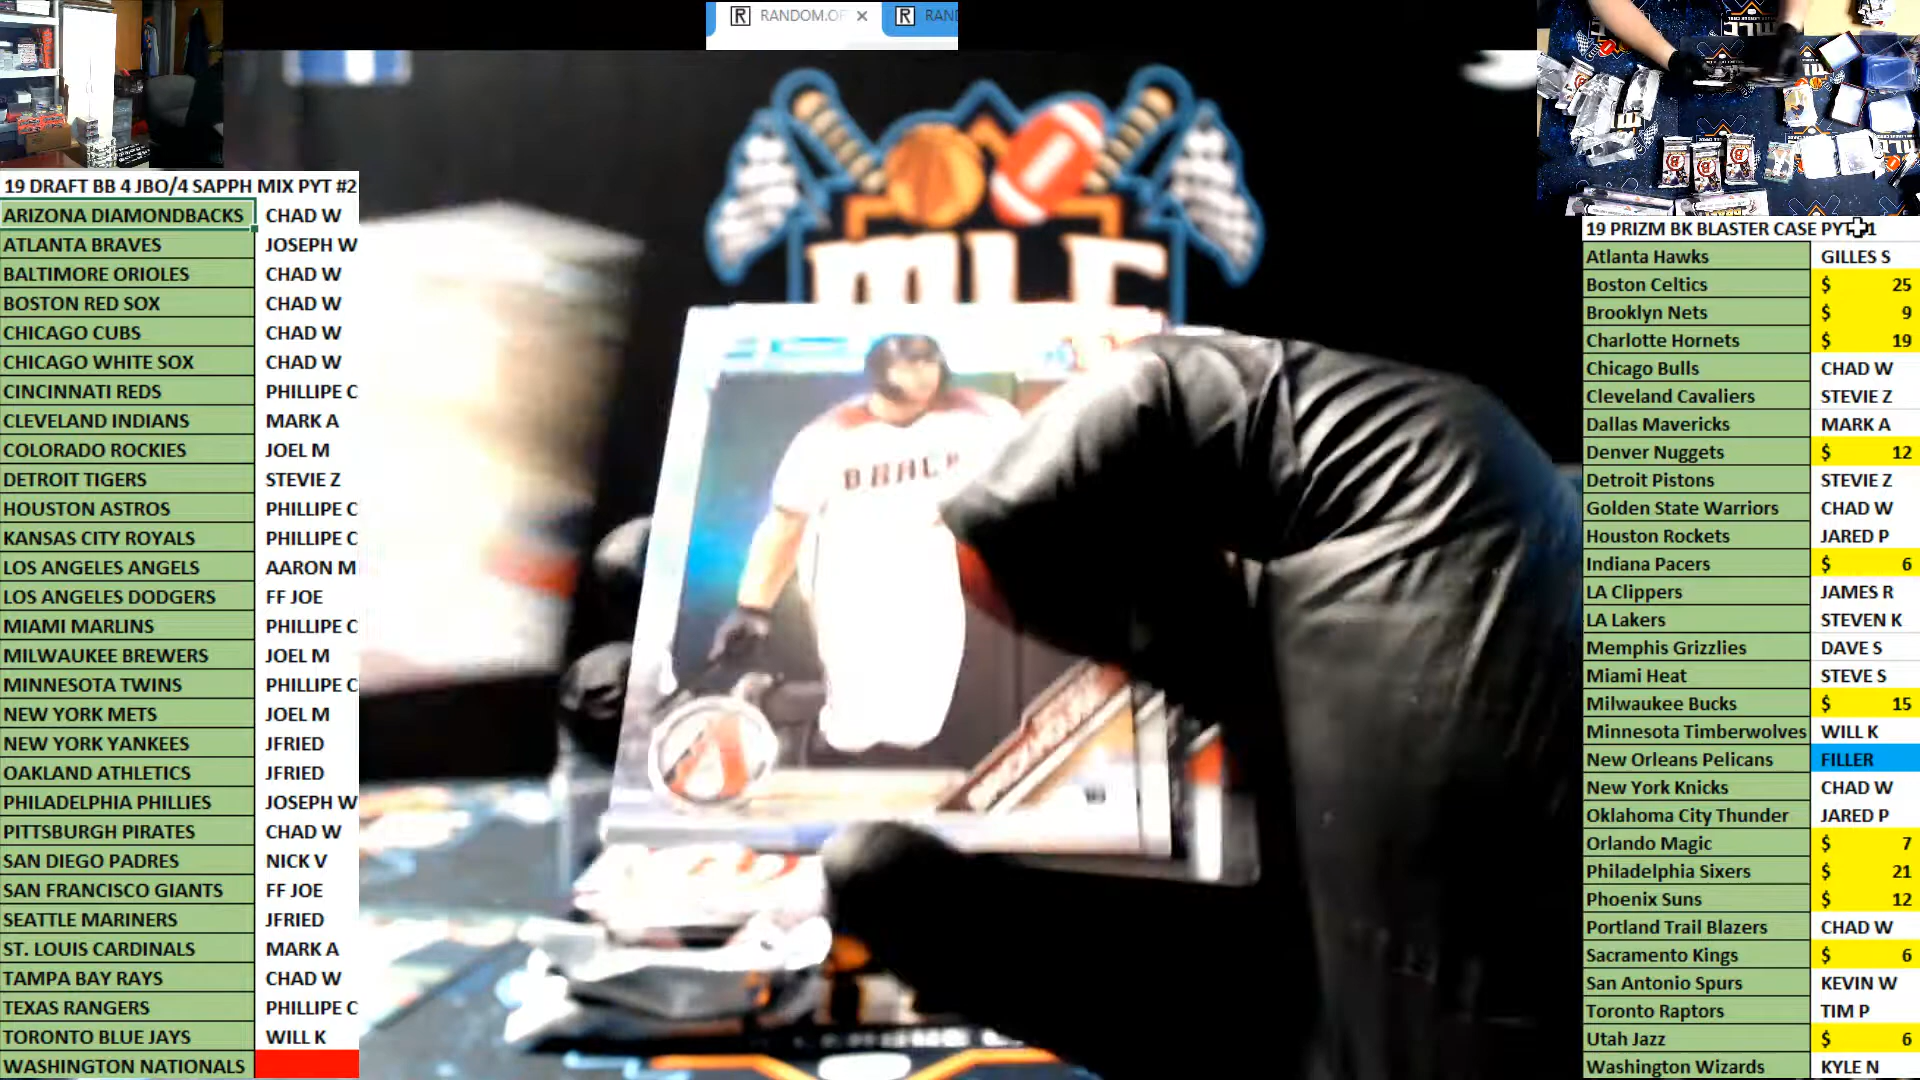 RANDOM.OF
RAN
19 DRAFT BB 4 JBO/4 SAPPH MIX PYT #2
ARIZONA DIAMONDBACKS CHAD W
ATLANTA BRAVES JOSEPH W
BALTIMORE ORIOLES CHAD W
BOSTON RED SOX CHAD W
CHICAGO CUBS CHAD W
CHICAGO WHITE SOX CHAD W
CINCINNATI REDS PHILLIPE C
CLEVELAND INDIANS MARK A
COLORADO ROCKIES JOEL M
DETROIT TIGERS STEVIE Z
HOUSTON ASTROS PHILLIPE C
KANSAS CITY ROYALS PHILLIPE C
LOS ANGELES ANGELS AARON M
LOS ANGELES DODGERS FF JOE
MIAMI MARLINS PHILLIPE C
MILWAUKEE BREWERS JOEL M
MINNESOTA TWINS PHILLIPE C
NEW YORK METS JOEL M
NEW YORK YANKEES JFRIED
OAKLAND ATHLETICS JFRIED
PHILADELPHIA PHILLIES JOSEPH W
PITTSBURGH PIRATES CHAD W
SAN DIEGO PADRES NICK V
SAN FRANCISCO GIANTS FF JOE
SEATTLE MARINERS JFRIED
ST. LOUIS CARDINALS MARK A
TAMPA BAY RAYS CHAD W
TEXAS RANGERS PHILLIPE C
TORONTO BLUE JAYS WILL K
WASHINGTON NATIONALS
MLF
19 PRIZM BK BLASTER CASE PYT 1
Atlanta Hawks GILLES S
Boston Celtics $ 25
Brooklyn Nets $ 9
Charlotte Hornets $ 19
Chicago Bulls CHAD W
Cleveland Cavaliers STEVIE Z
Dallas Mavericks MARK A
Denver Nuggets $ 12
Detroit Pistons STEVIE Z
Golden State Warriors CHAD W
Houston Rockets JARED P
Indiana Pacers $ 6
LA Clippers JAMES R
LA Lakers STEVEN K
Memphis Grizzlies DAVE S
Miami Heat STEVE S
Milwaukee Bucks $ 15
Minnesota Timberwolves WILL K
New Orleans Pelicans FILLER
New York Knicks CHAD W
Oklahoma City Thunder JARED P
Orlando Magic $ 7
Philadelphia Sixers $ 21
Phoenix Suns $ 12
Portland Trail Blazers CHAD W
Sacramento Kings $ 6
San Antonio Spurs KEVIN W
Toronto Raptors TIM P
Utah Jazz $ 6
Washington Wizards KYLE N